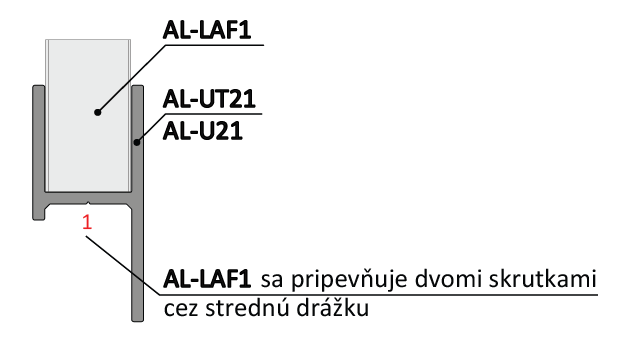 AL-LAF1
AL-UT21
AL-U21
1
AL-LAF1 sa pripevňuje dvomi skrutkami
cez strednú drážku